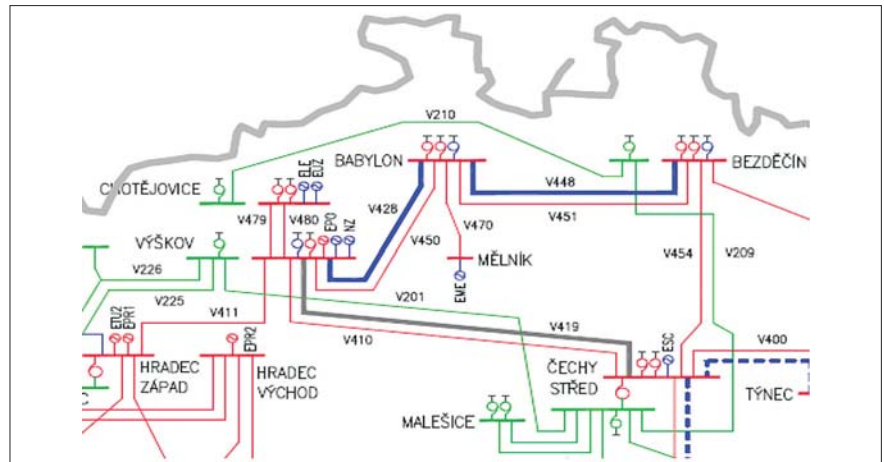 V210
BABYLON
BEZDĚČÍN
CHOTĚJOVICE
ELE
EUZ
V448
V479
V480
V428
V451
V470
V450
EPO
NZ
VÝŠKOV
MĚLNÍK
V454
V209
V226
EME
V201
V225
V411
V419
ETU2
EPR1
EPR2
V410
V400
ESC
HRADEC
ZÁPAD
HRADEC
VÝCHOD
ČECHY
STŘED
TÝNEC
C
MALEŠICE